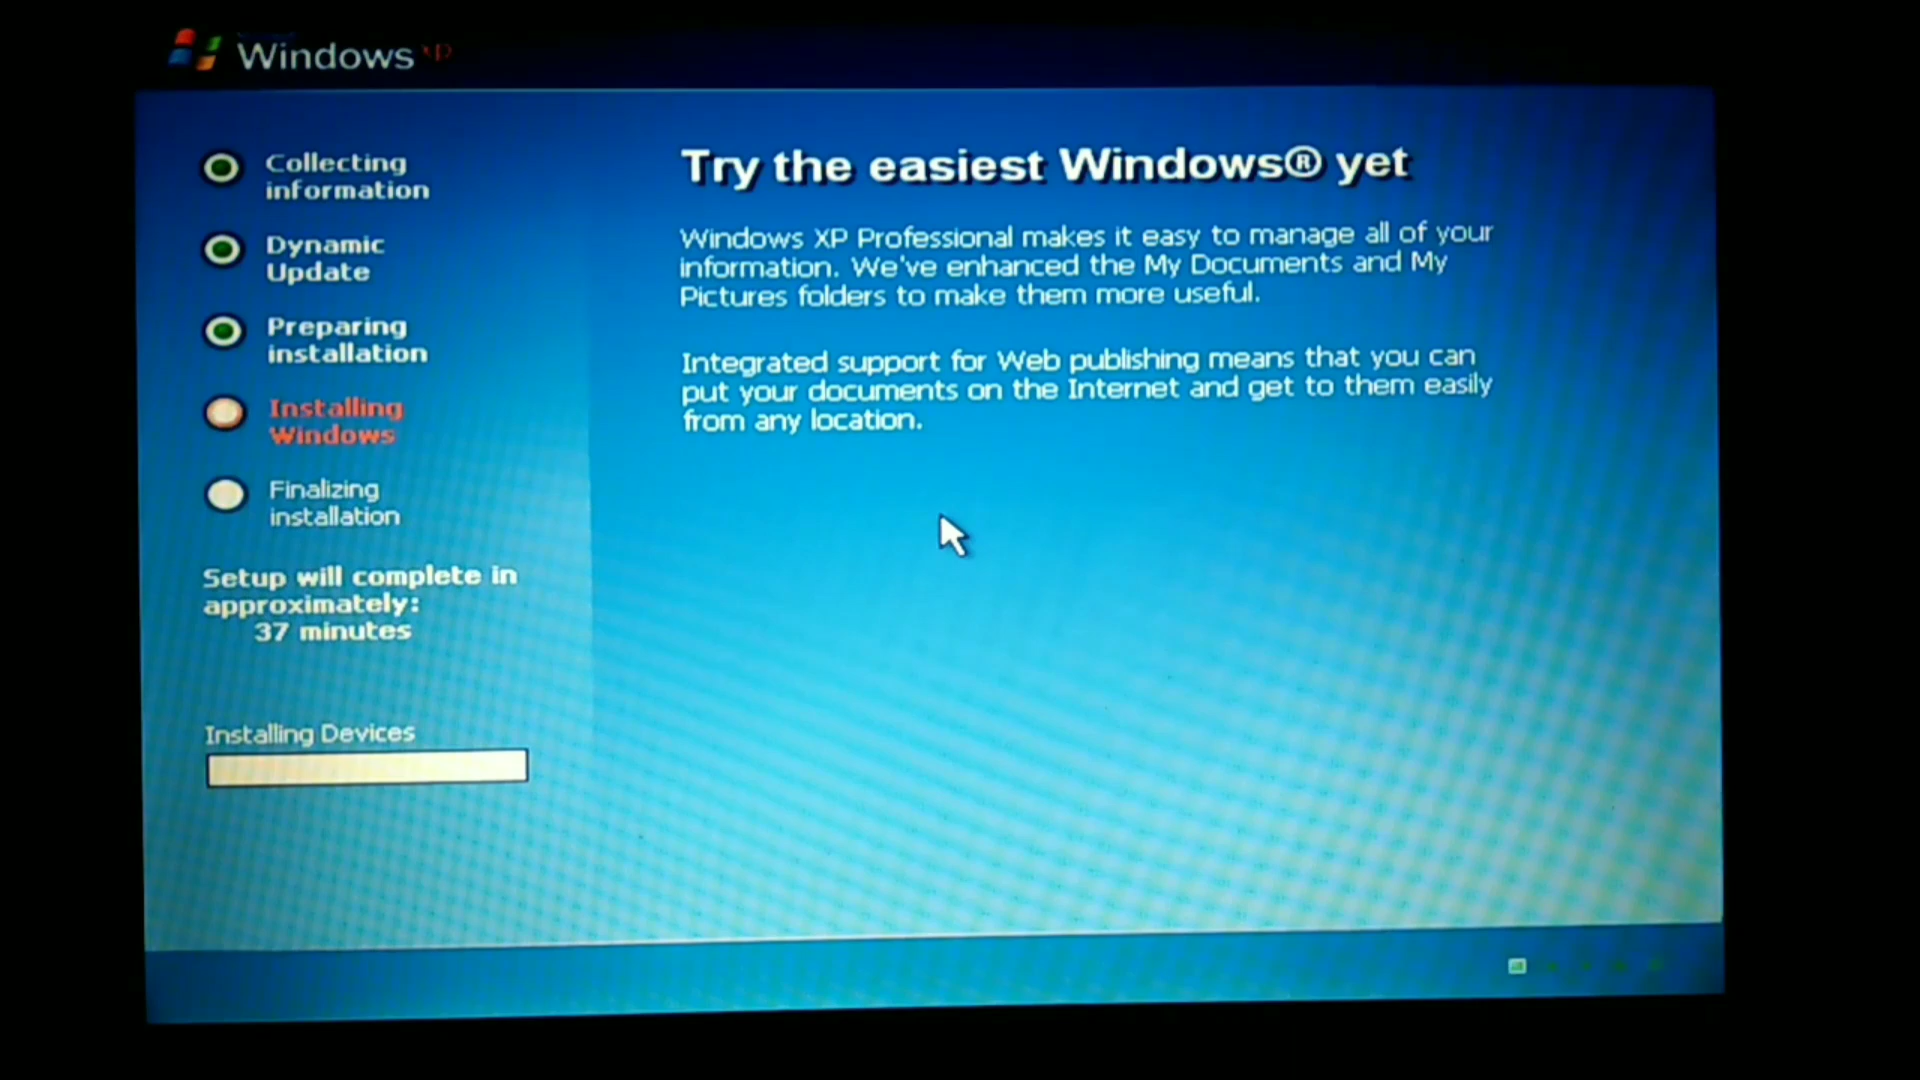 Windows xp
Collecting
information
Dynamic
Update
Preparing
installation
Installing
Windows
Finalizing
installation
Setup will complete in
approximately:
37 minutes
Installing Devices
Try the easiest Windows® yet
Windows XP Professional makes it easy to manage all of your
information. We've enhanced the My Documents and My
Pictures folders to make them more useful.
Integrated support for Web publishing means that you can
put your documents on the Internet and get to them easily
from any location.